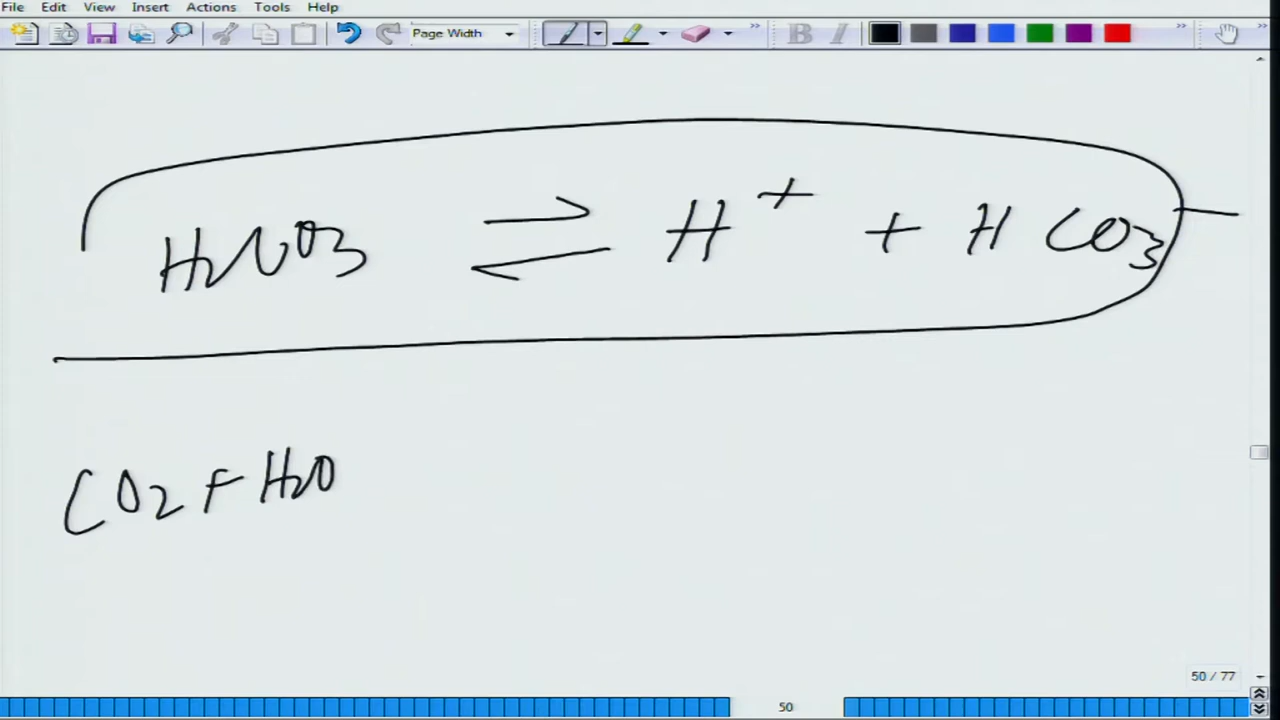 File Edit View Insert Actions Tools Help
Page Width B I
H2CO3 ⇌ H+ + HCO3-
CO2 + H2O
50 / 77
50